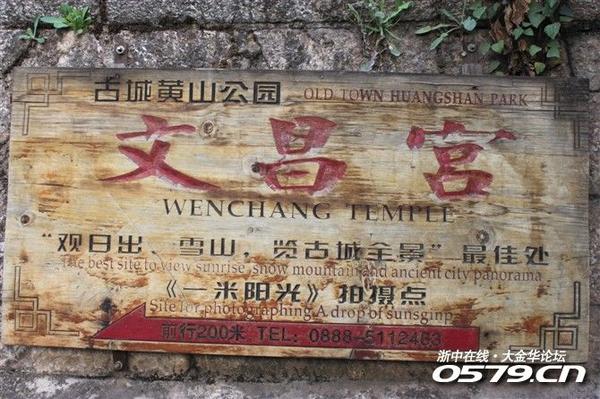 古城黄山公园 OLD TOWN HUANGSHAN PARK
文昌宫
WENCHANG TEMPLE
“观日出、雪山，览古城全景”最佳处
The best site to view sunrise, snow mountain and ancient city panorama
《一米阳光》拍摄点
Site for photographing A drop of sunsginp
前行200米 TEL: 0888-5112483
浙中在线·大金华论坛
0579.CN